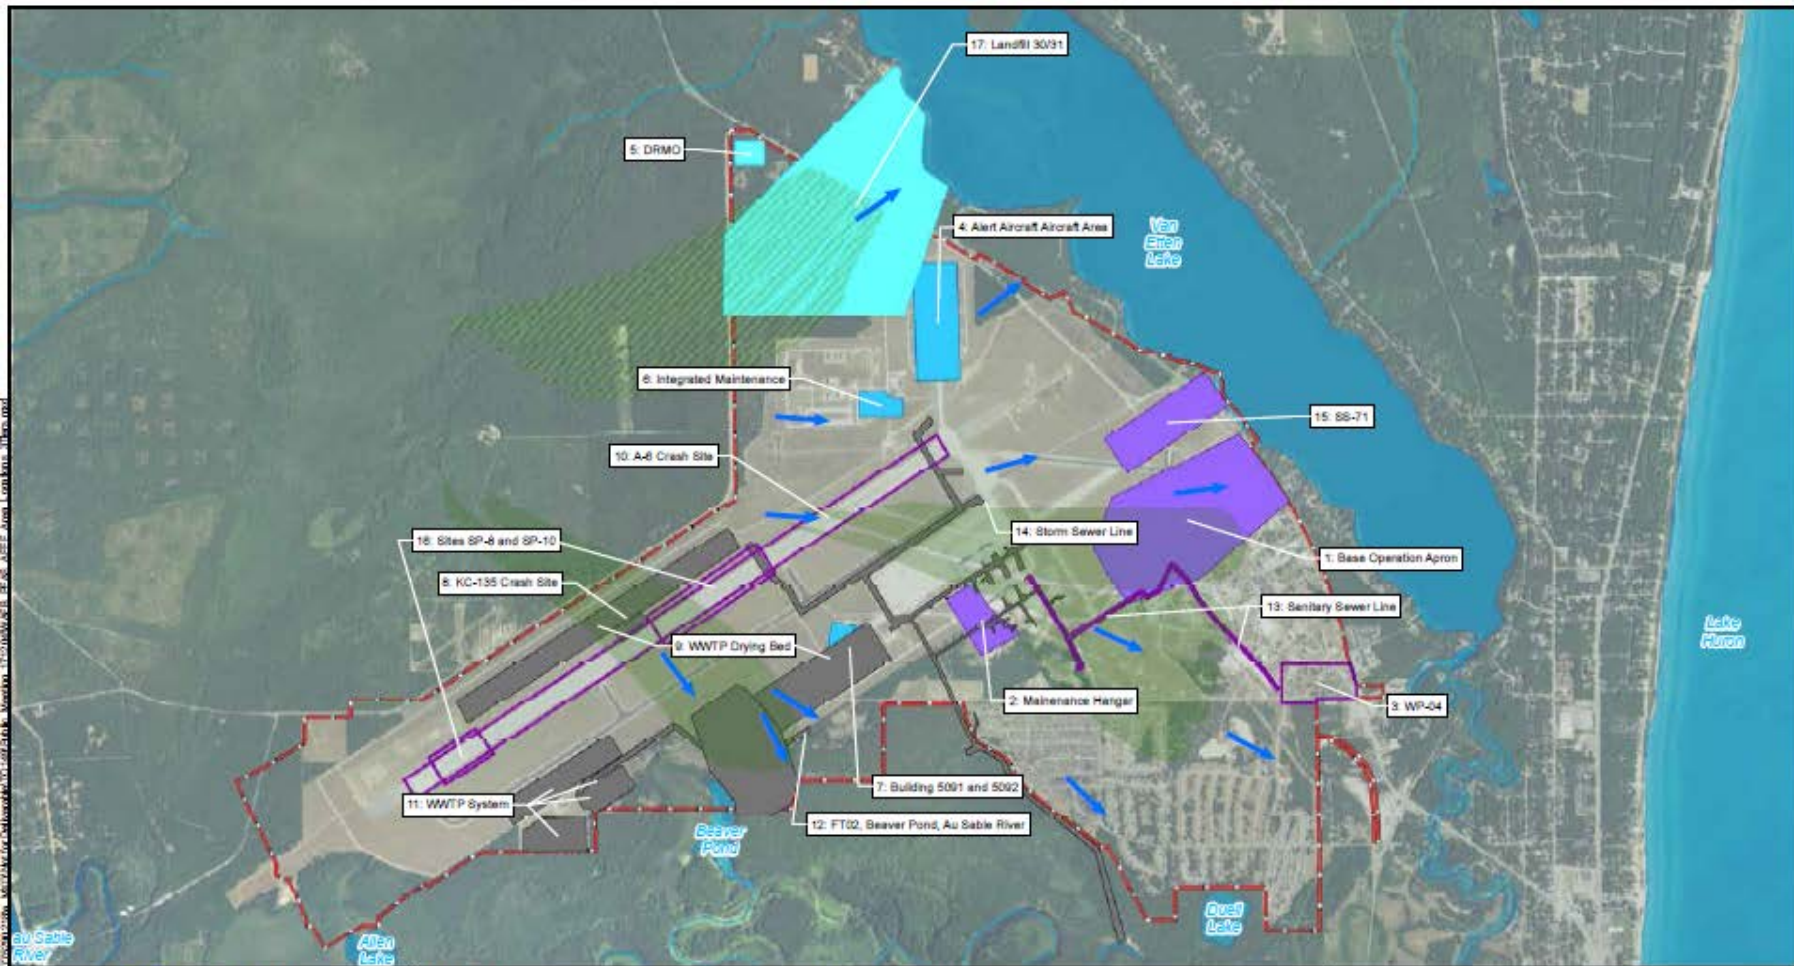 17: Landfill 30/31
5: DRMO
4: Alert Aircraft Aircraft Area
Van
Etten
Lake
6: Integrated Maintenance
15: SS-71
10: A-6 Crash Site
16: Sites SP-8 and SP-10
14: Storm Sewer Line
1: Base Operation Apron
8: KC-135 Crash Site
13: Sanitary Sewer Line
9: WWTP Drying Bed
Lake
Huron
2: Mainenance Hangar
3: WP-04
7: Building 5091 and 5092
11: WWTP System
12: FT02, Beaver Pond, Au Sable River
Beaver
Pond
Duell
Lake
au Sable
River
Allen
Lake